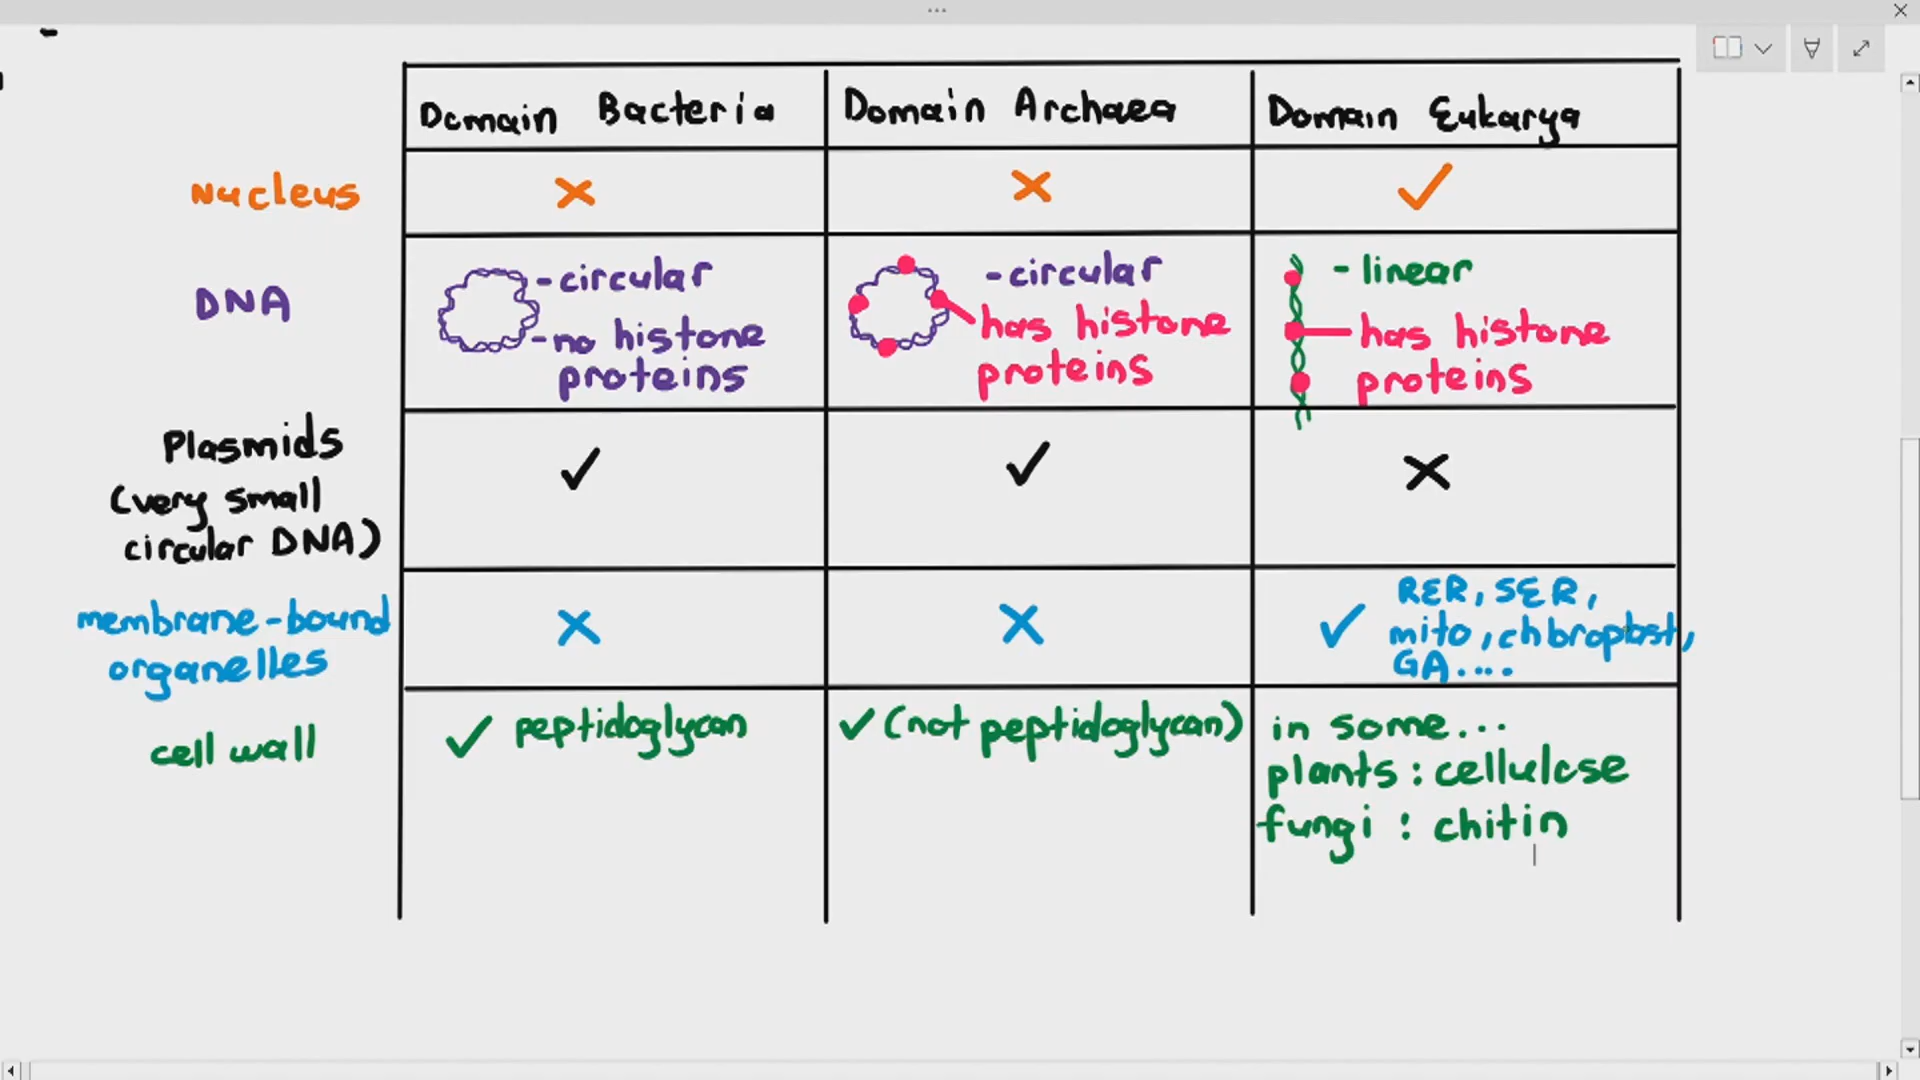 Domain Bacteria
Domain Archaea
Domain Eukarya
Nucleus
DNA
-circular
-no histone
proteins
-circular
has histone
proteins
- linear
has histone
proteins
Plasmids
(very small
circular DNA)
membrane-bound
organelles
RER, SER,
mito, chloroplast,
GA....
cell wall
peptidoglycan
(not peptidoglycan)
in some...
plants : cellulose
fungi : chitin